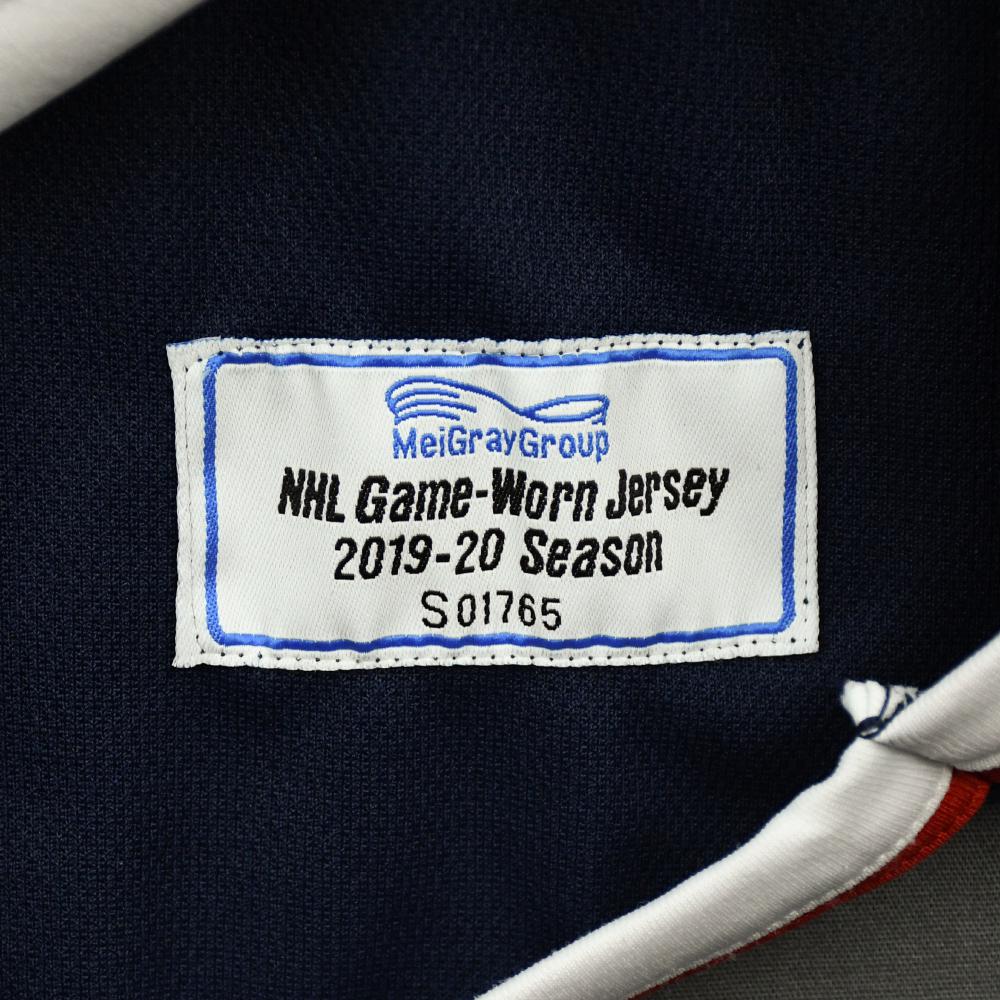 MeiGrayGroup
NHL Game-Worn Jersey
2019-20 Season
S01765